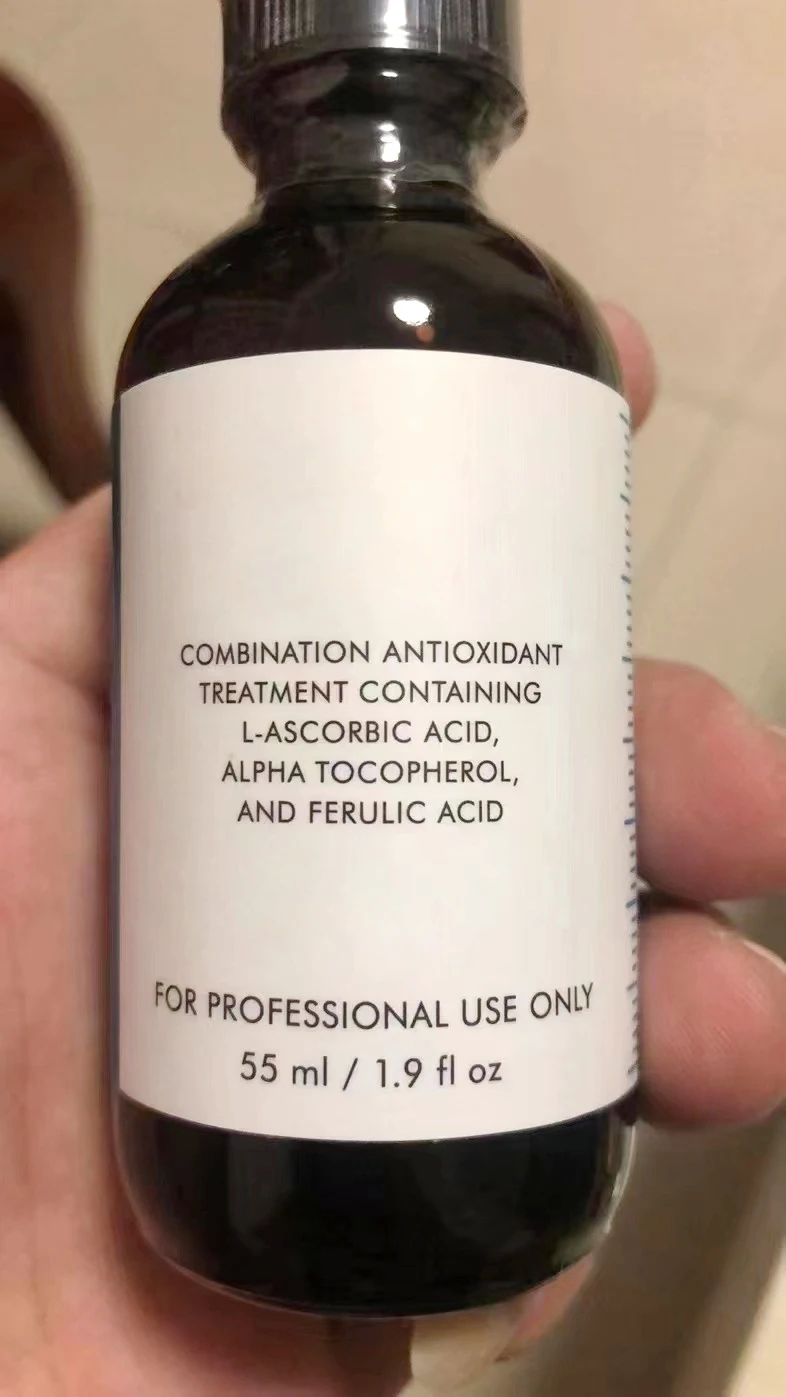 COMBINATION ANTIOXIDANT
TREATMENT CONTAINING
L-ASCORBIC ACID,
ALPHA TOCOPHEROL,
AND FERULIC ACID
FOR PROFESSIONAL USE ONLY
55 ml / 1.9 fl oz